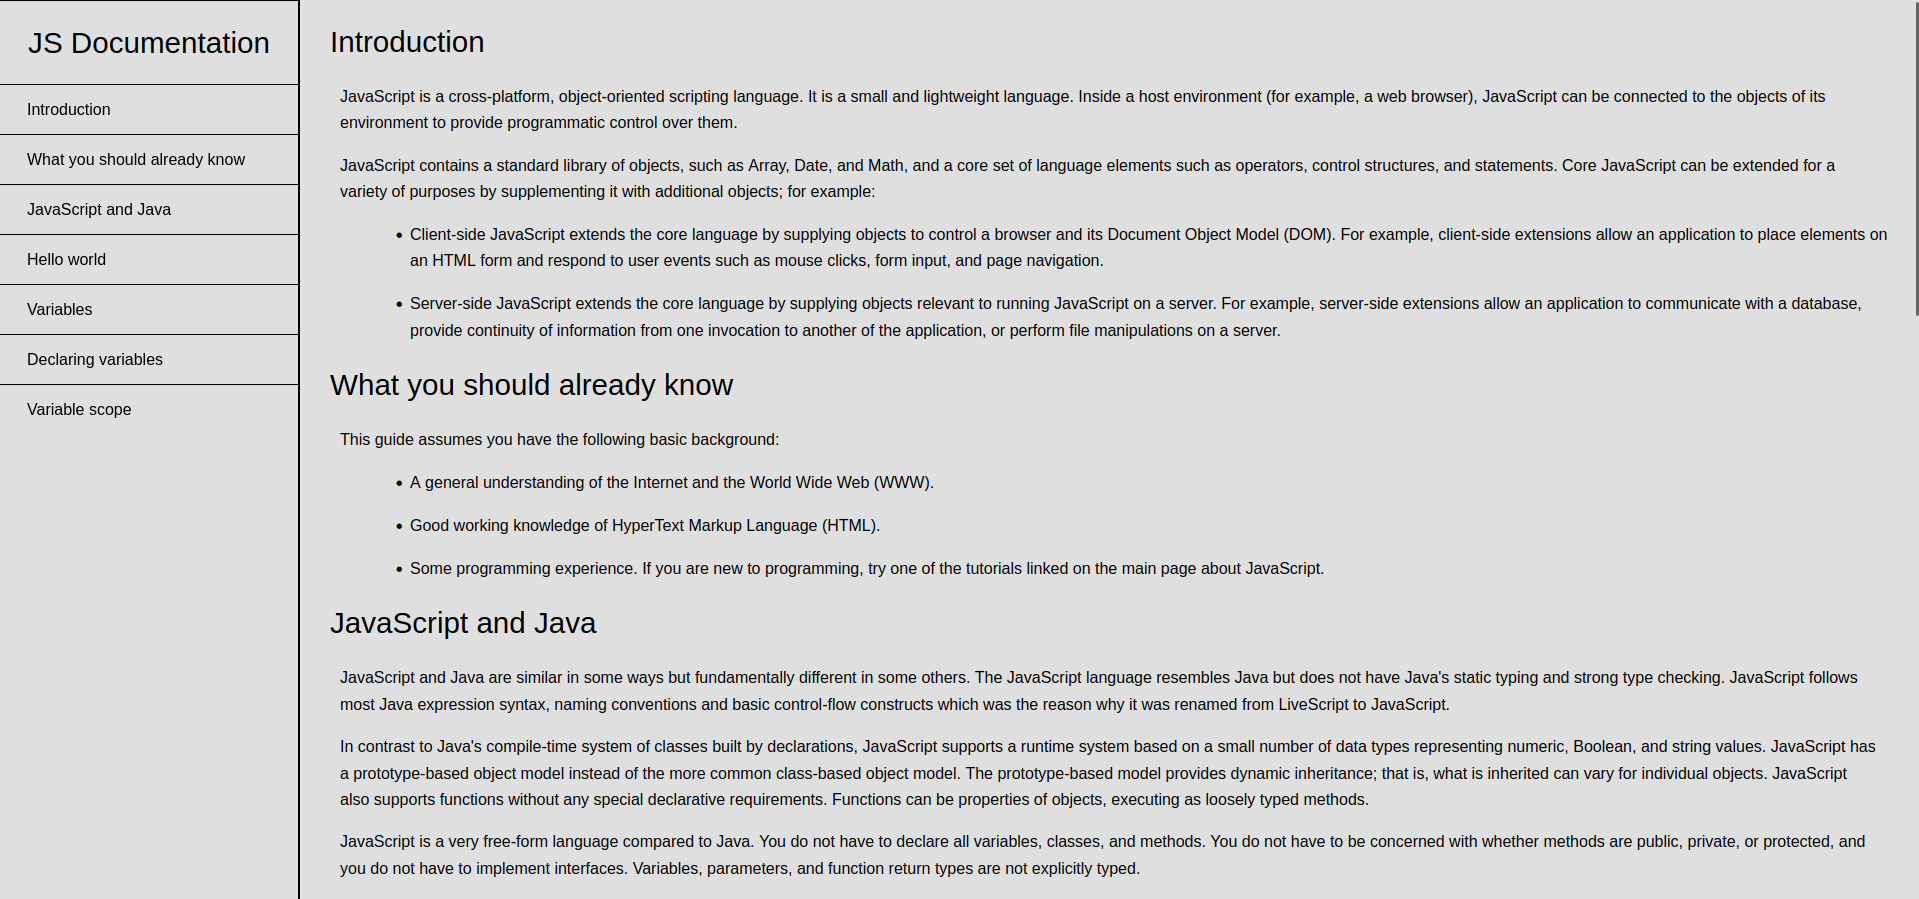 JS Documentation
Introduction
What you should already know
JavaScript and Java
Hello world
Variables
Declaring variables
Variable scope
Introduction
JavaScript is a cross-platform, object-oriented scripting language. It is a small and lightweight language. Inside a host environment (for example, a web browser), JavaScript can be connected to the objects of its
environment to provide programmatic control over them.
JavaScript contains a standard library of objects, such as Array, Date, and Math, and a core set of language elements such as operators, control structures, and statements. Core JavaScript can be extended for a
variety of purposes by supplementing it with additional objects; for example:
• Client-side JavaScript extends the core language by supplying objects to control a browser and its Document Object Model (DOM). For example, client-side extensions allow an application to place elements on
an HTML form and respond to user events such as mouse clicks, form input, and page navigation.
• Server-side JavaScript extends the core language by supplying objects relevant to running JavaScript on a server. For example, server-side extensions allow an application to communicate with a database,
provide continuity of information from one invocation to another of the application, or perform file manipulations on a server.
What you should already know
This guide assumes you have the following basic background:
• A general understanding of the Internet and the World Wide Web (WWW).
• Good working knowledge of HyperText Markup Language (HTML).
• Some programming experience. If you are new to programming, try one of the tutorials linked on the main page about JavaScript.
JavaScript and Java
JavaScript and Java are similar in some ways but fundamentally different in some others. The JavaScript language resembles Java but does not have Java's static typing and strong type checking. JavaScript follows
most Java expression syntax, naming conventions and basic control-flow constructs which was the reason why it was renamed from LiveScript to JavaScript.
In contrast to Java's compile-time system of classes built by declarations, JavaScript supports a runtime system based on a small number of data types representing numeric, Boolean, and string values. JavaScript has
a prototype-based object model instead of the more common class-based object model. The prototype-based model provides dynamic inheritance; that is, what is inherited can vary for individual objects. JavaScript
also supports functions without any special declarative requirements. Functions can be properties of objects, executing as loosely typed methods.
JavaScript is a very free-form language compared to Java. You do not have to declare all variables, classes, and methods. You do not have to be concerned with whether methods are public, private, or protected, and
you do not have to implement interfaces. Variables, parameters, and function return types are not explicitly typed.